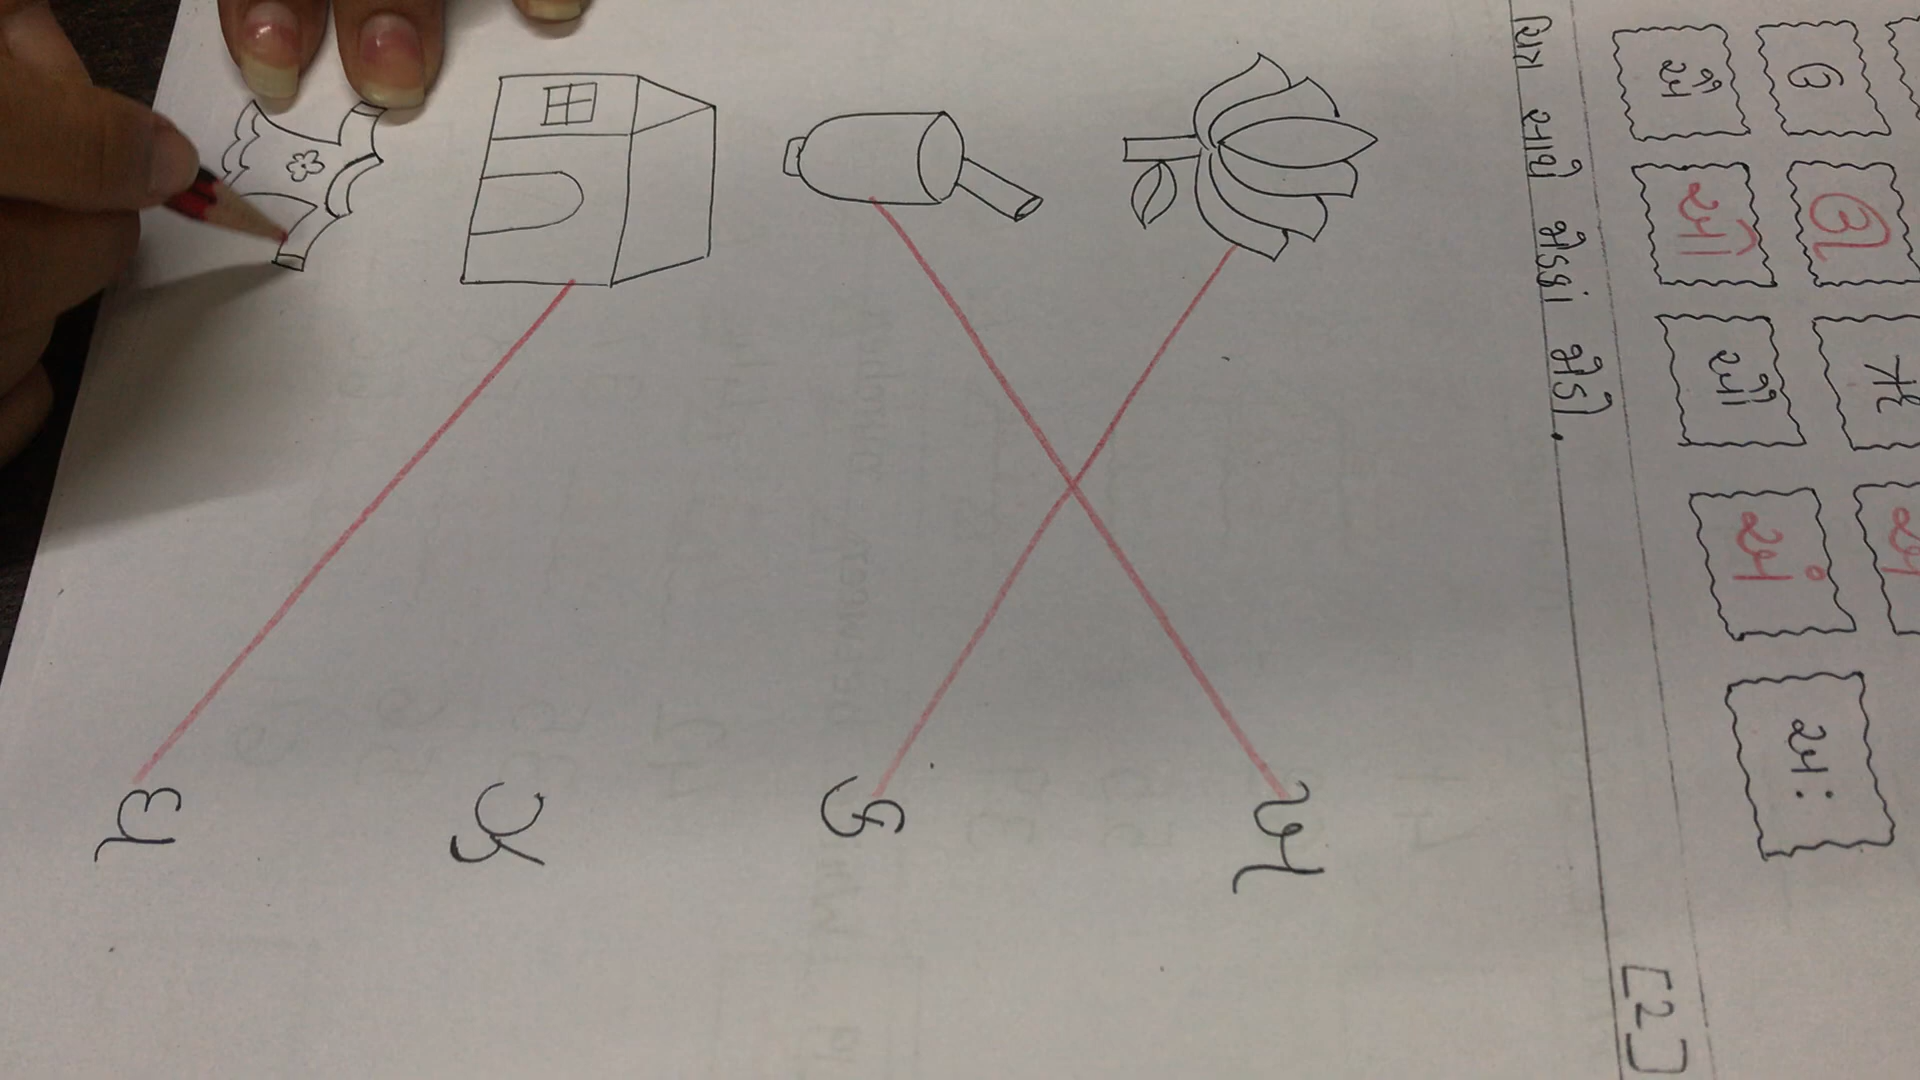 ઉ ઊ ઋ
ઐ ઓ ઔ અં અઃ
ચિત્ર સાથે જોડકાં જોડો. [2]
ખ
ક
ઝ
ઘ